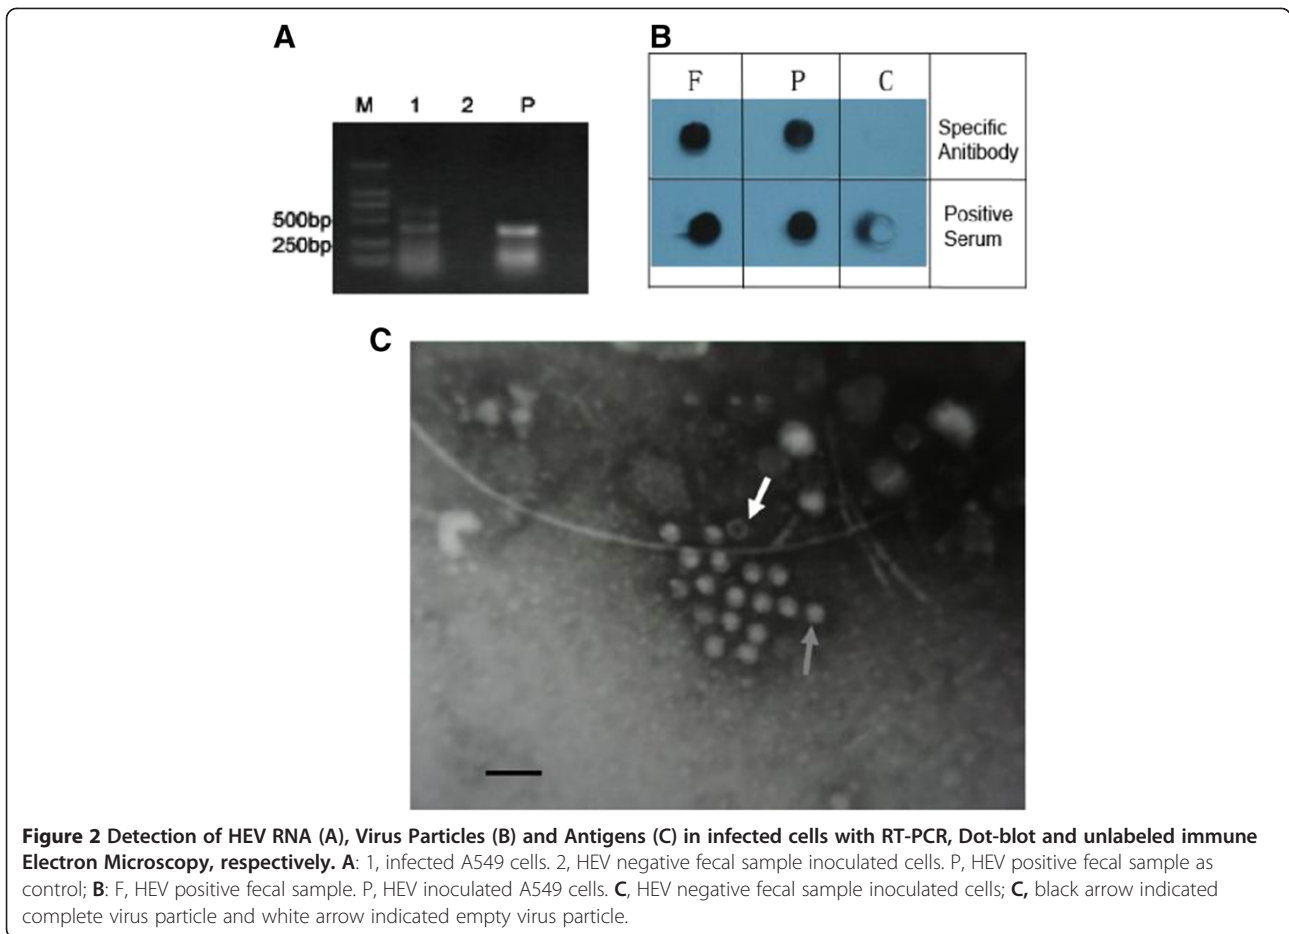 A
M 1 2 P
500bp
250bp
B
F P C
Specific
Anitibody
Positive
Serum
C
Figure 2 Detection of HEV RNA (A), Virus Particles (B) and Antigens (C) in infected cells with RT-PCR, Dot-blot and unlabeled immune
Electron Microscopy, respectively. A: 1, infected A549 cells. 2, HEV negative fecal sample inoculated cells. P, HEV positive fecal sample as
control; B: F, HEV positive fecal sample. P, HEV inoculated A549 cells. C, HEV negative fecal sample inoculated cells; C, black arrow indicated
complete virus particle and white arrow indicated empty virus particle.